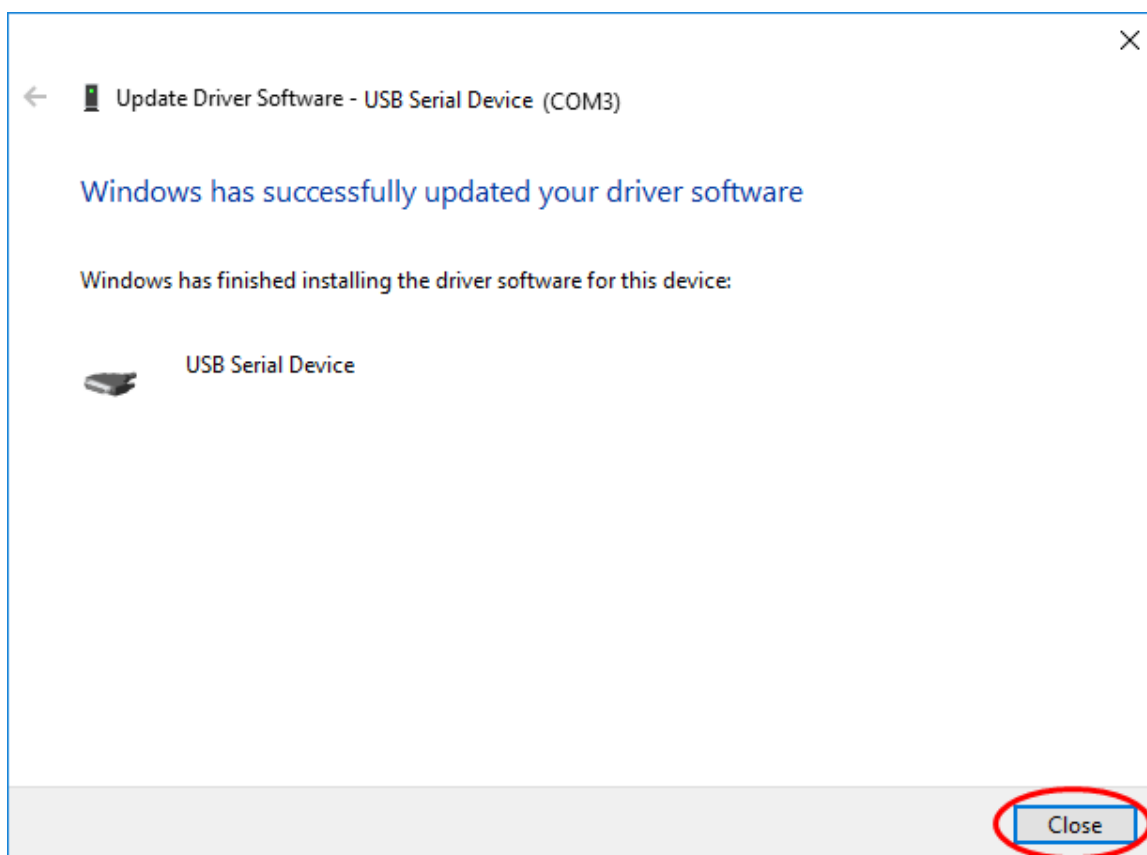 Update Driver Software - USB Serial Device (COM3)
Windows has successfully updated your driver software
Windows has finished installing the driver software for this device:
USB Serial Device
Close